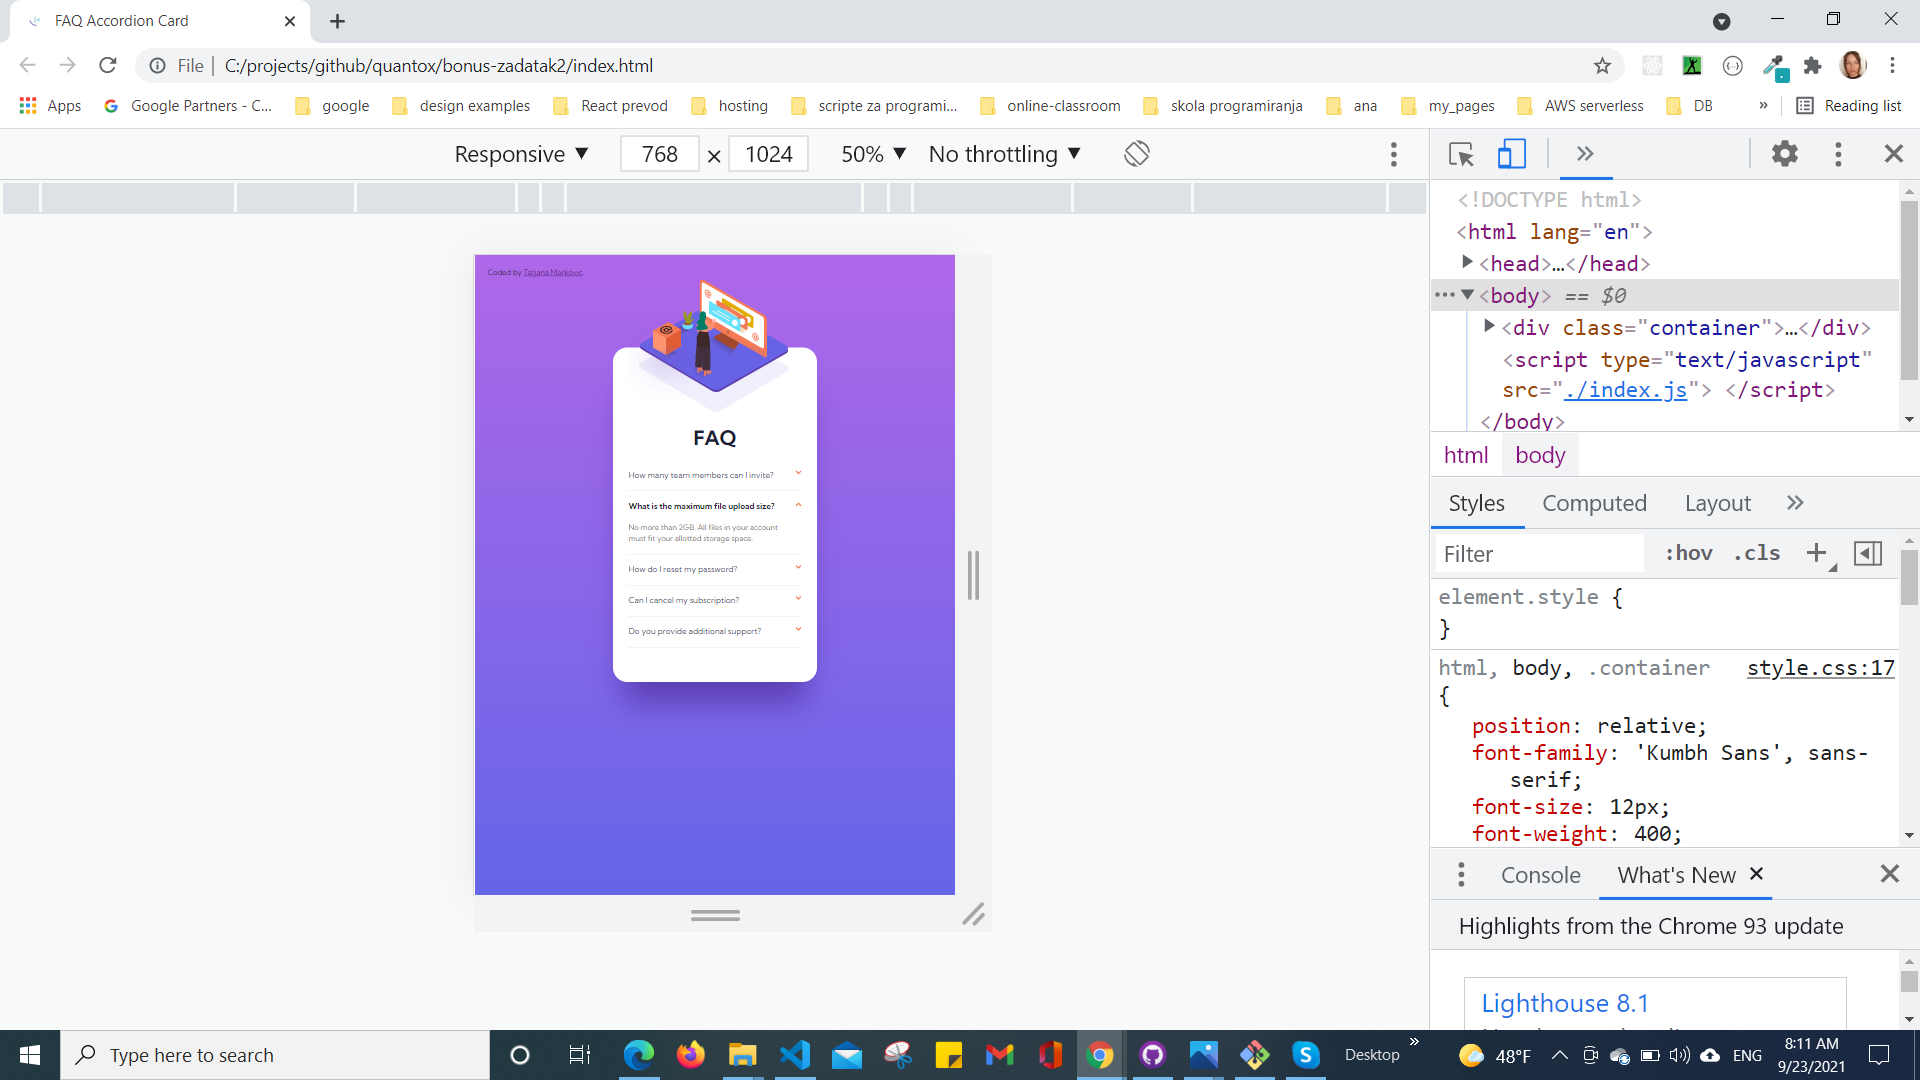 FAQ Accordion Card
File | C:/projects/github/quantox/bonus-zadatak2/index.html
Apps Google Partners - C... google design examples React prevod hosting scripte za programi... online-classroom skola programiranja ana my_pages AWS serverless DB » Reading list
Responsive 768 × 1024 50% No throttling
Coded by Tatjana Markovic.
FAQ
How many team members can I invite?
What is the maximum file upload size?
No more than 2GB. All files in your account
must fit your allotted storage space.
How do I reset my password?
Can I cancel my subscription?
Do you provide additional support?
<!DOCTYPE html>
<html lang="en">
<head>…</head>
<body> == $0
<div class="container">…</div>
<script type="text/javascript"
src="./index.js"> </script>
</body>
html body
Styles Computed Layout »
Filter :hov .cls +
element.style {
}
html, body, .container style.css:17
{
position: relative;
font-family: 'Kumbh Sans', sans-
serif;
font-size: 12px;
font-weight: 400;
Console What's New
Highlights from the Chrome 93 update
Lighthouse 8.1
Type here to search
Desktop » 48°F ENG 8:11 AM
9/23/2021